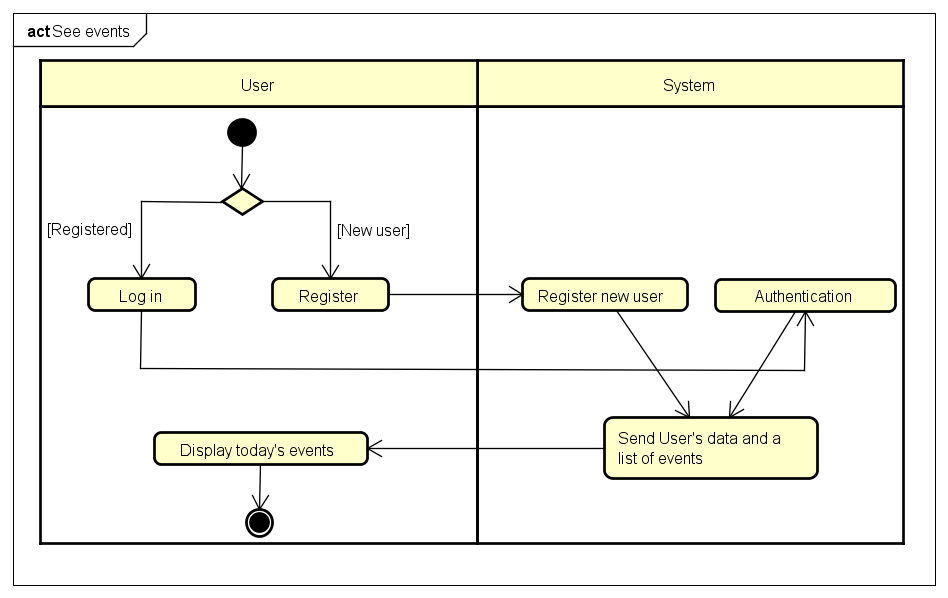 act See events
User
System
[Registered]
[New user]
Log in
Register
Register new user
Authentication
Send User's data and a
list of events
Display today's events